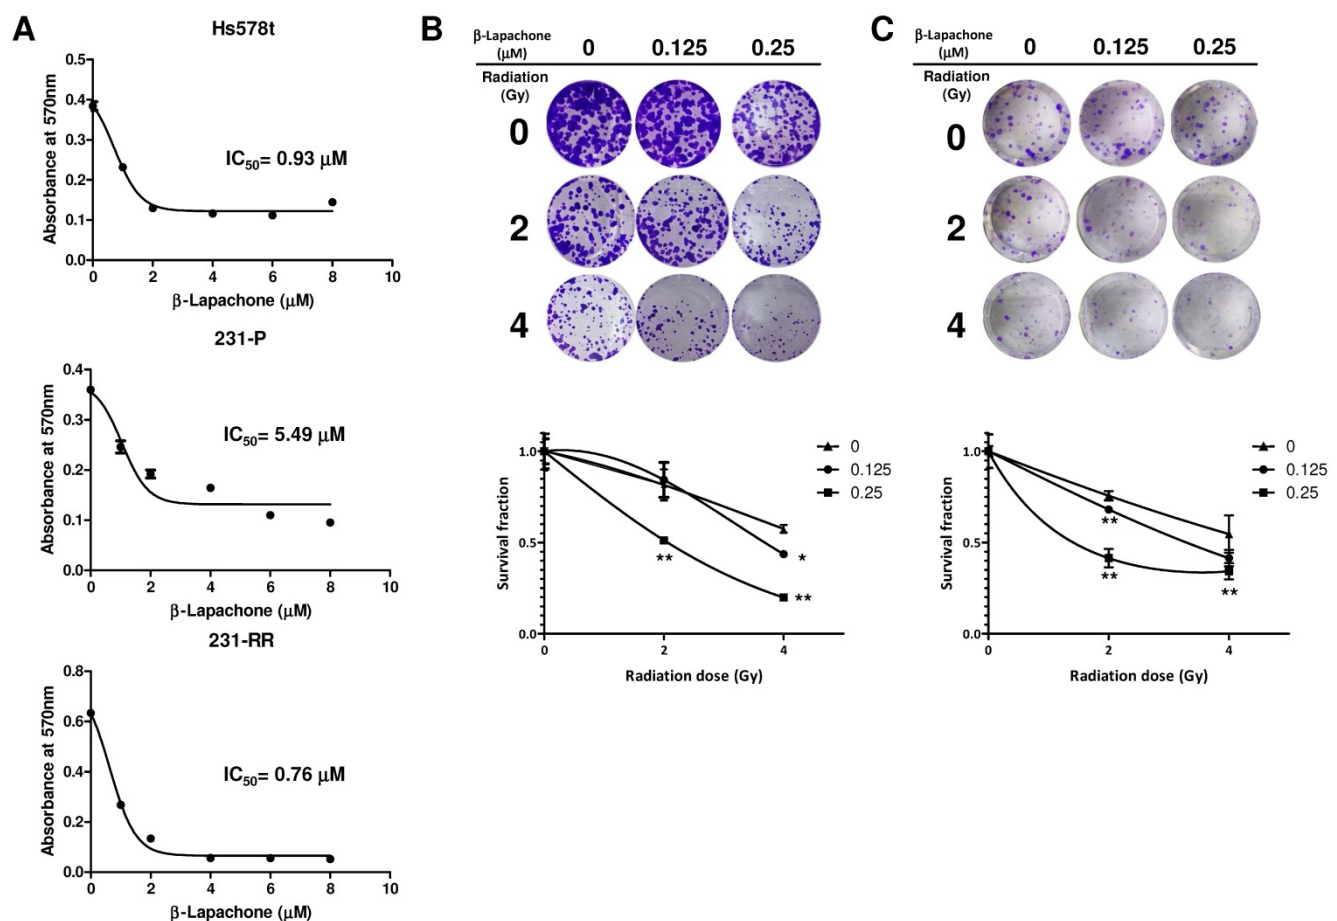 A
Hs578t
Absorbance at 570nm
0.5
0.4
0.3
0.2
0.1
0.0
IC50= 0.93 μM
0 2 4 6 8 10
β-Lapachone (μM)
231-P
Absorbance at 570nm
0.4
0.3
0.2
0.1
0.0
IC50= 5.49 μM
0 2 4 6 8 10
β-Lapachone (μM)
231-RR
Absorbance at 570nm
0.8
0.6
0.4
0.2
0.0
IC50= 0.76 μM
0 2 4 6 8 10
β-Lapachone (μM)
B
β-Lapachone
(μM)
0 0.125 0.25
Radiation
(Gy)
0
2
4
Survival fraction
1.0
0.5
0.0
0
0.125
0.25
**
*
**
0 2 4
Radiation dose (Gy)
C
β-Lapachone
(μM)
0 0.125 0.25
Radiation
(Gy)
0
2
4
Survival fraction
1.0
0.5
0.0
0
0.125
0.25
**
**
**
0 2 4
Radiation dose (Gy)